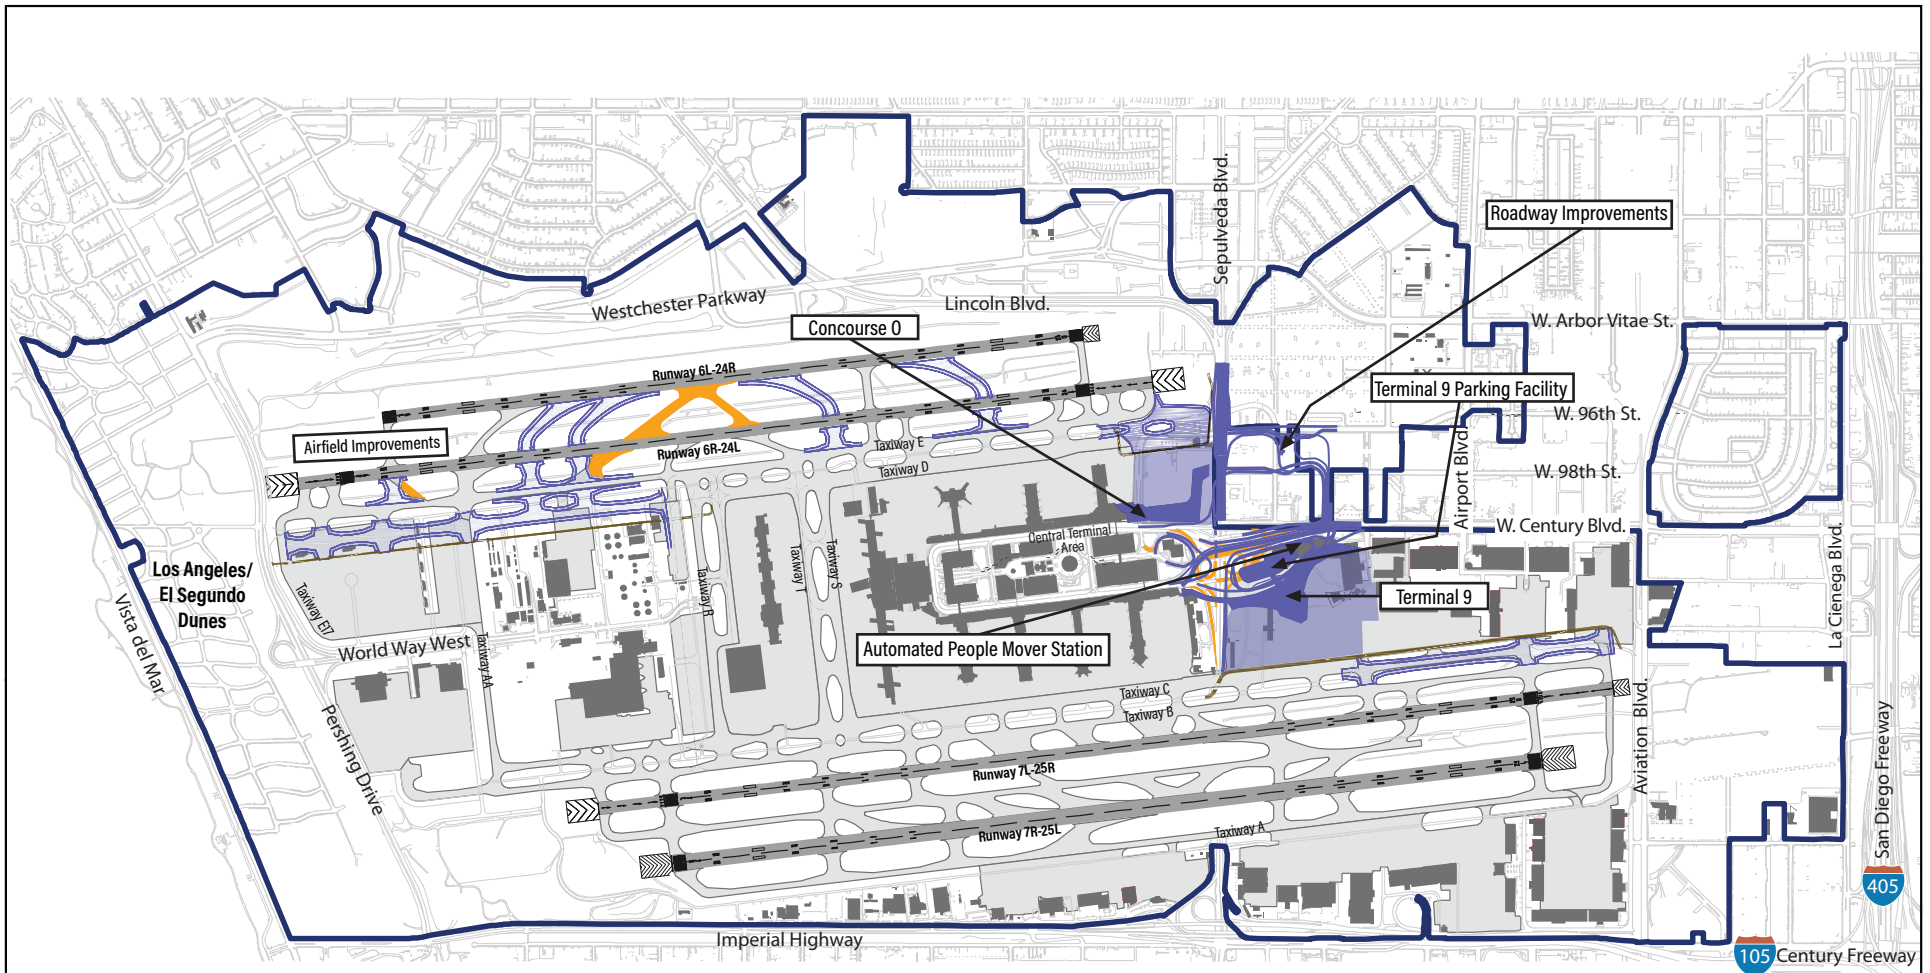 Sepulveda Blvd.
Roadway Improvements
Westchester Parkway
Lincoln Blvd.
Concourse 0
W. Arbor Vitae St.
Runway 6L-24R
Terminal 9 Parking Facility
W. 96th St.
Airfield Improvements
Runway 6R-24L
Taxiway E
Taxiway D
Airport Blvd.
W. 98th St.
W. Century Blvd.
Central Terminal
Area
La Cienega Blvd.
Los Angeles/
El Segundo
Dunes
Taxiway E17
Taxiway R
Taxiway T
Taxiway S
Terminal 9
Vista del Mar
World Way West
Taxiway AA
Automated People Mover Station
Taxiway C
Taxiway B
Pershing Drive
Aviation Blvd.
San Diego Freeway
Runway 7L-25R
Runway 7R-25L
Taxiway A
405
Imperial Highway
105
Century Freeway